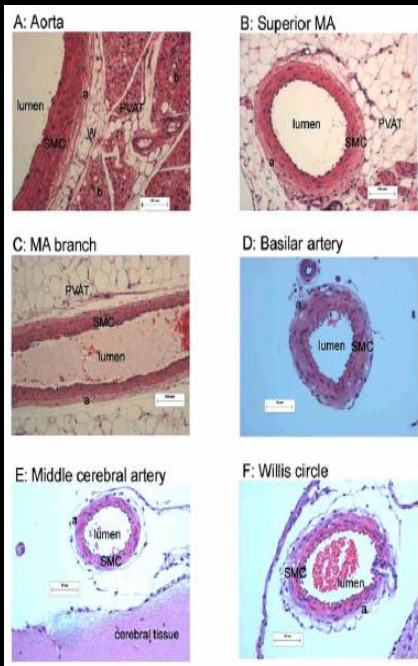 A: Aorta
lumen
SMC
a
W
PVAT
b
b
B: Superior MA
lumen
SMC
PVAT
a
C: MA branch
PVAT
SMC
lumen
a
D: Basilar artery
a
lumen
SMC
E: Middle cerebral artery
a
lumen
SMC
cerebral tissue
F: Willis circle
SMC
lumen
a